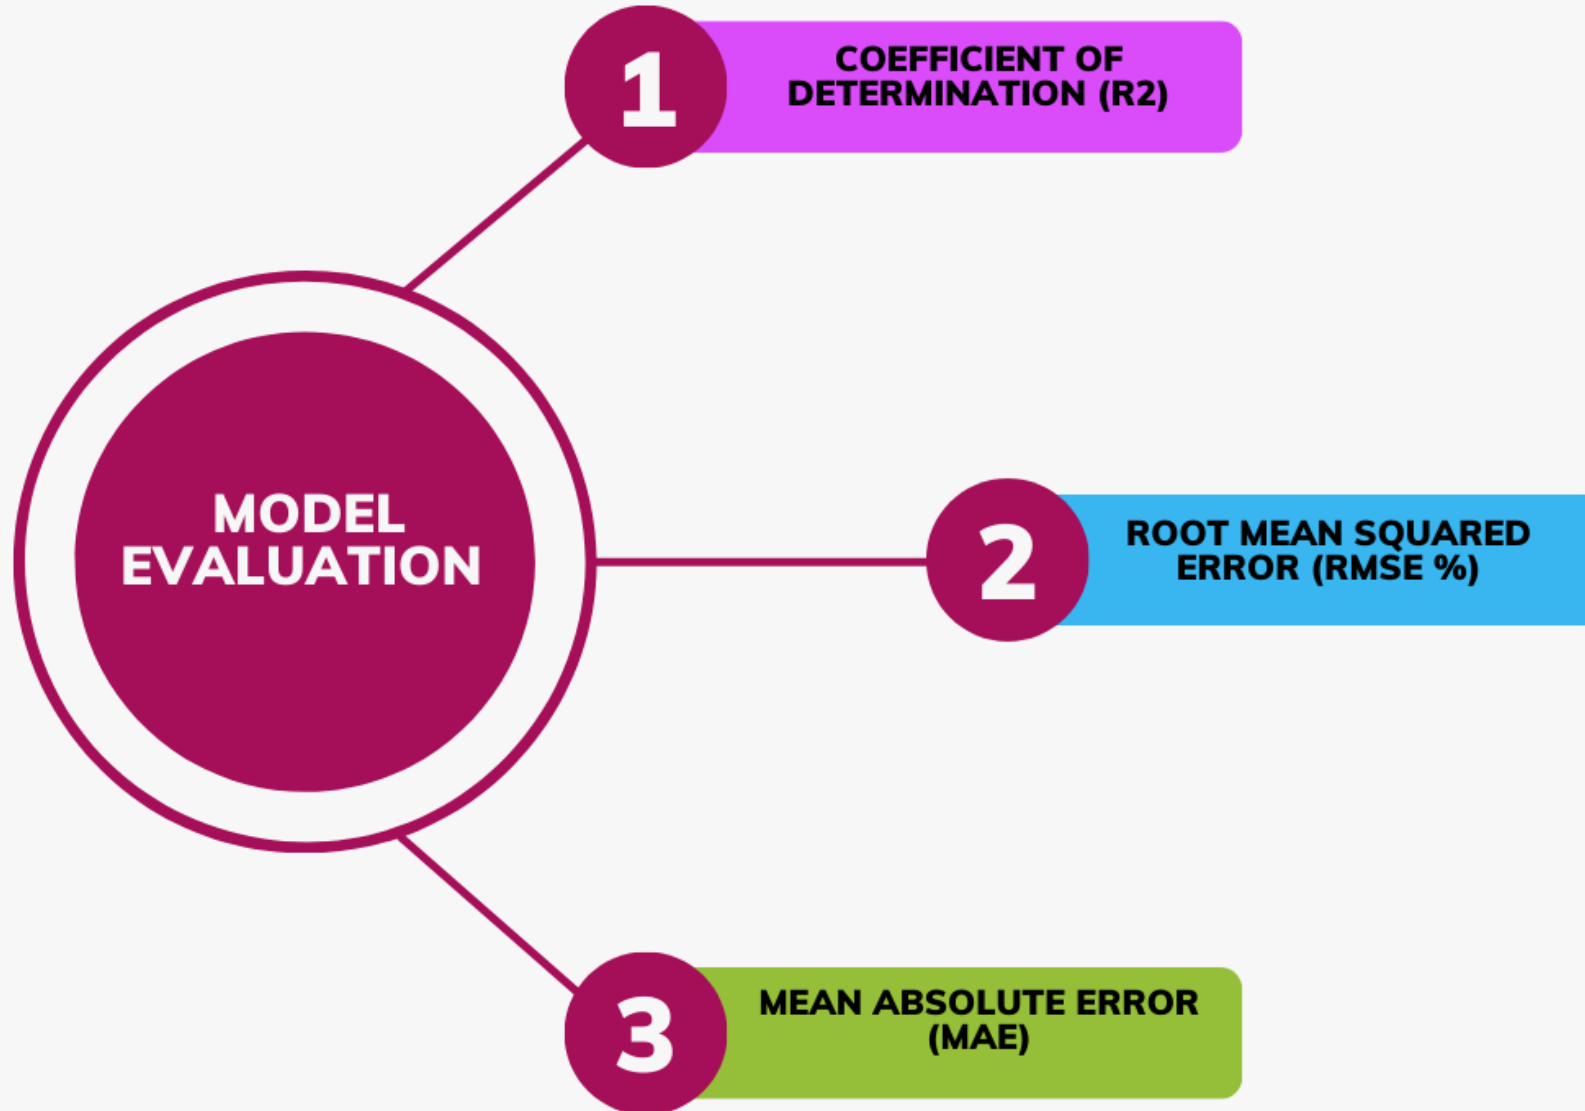 1
COEFFICIENT OF
DETERMINATION (R2)
MODEL
EVALUATION
2
ROOT MEAN SQUARED
ERROR (RMSE %)
3
MEAN ABSOLUTE ERROR
(MAE)